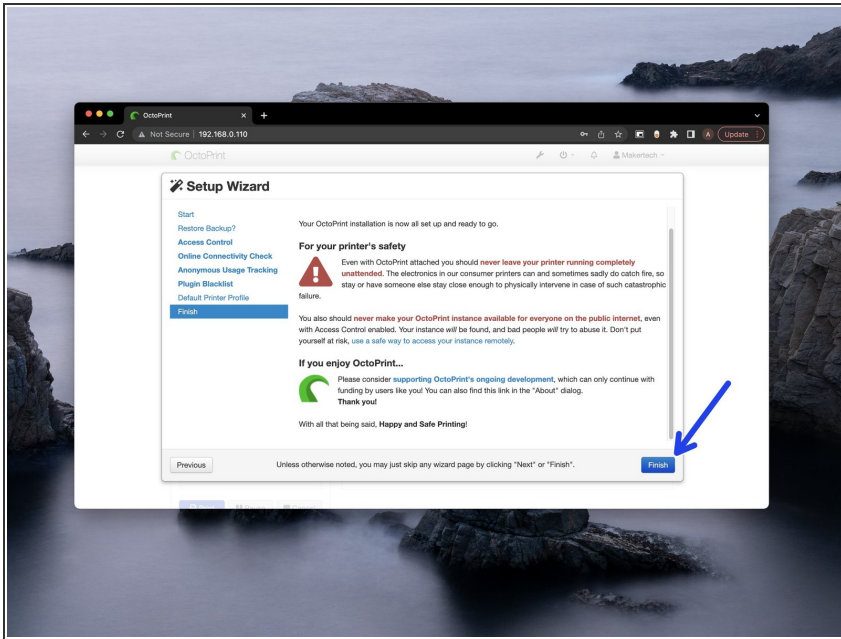 OctoPrint
Not Secure | 192.168.0.110
A
Update
OctoPrint
Makertech
Setup Wizard
Start
Restore Backup?
Access Control
Online Connectivity Check
Anonymous Usage Tracking
Plugin Blacklist
Default Printer Profile
Finish
Your OctoPrint installation is now all set up and ready to go.
For your printer's safety
Even with OctoPrint attached you should never leave your printer running completely
unattended. The electronics in our consumer printers can and sometimes sadly do catch fire, so
stay or have someone else stay close enough to physically intervene in case of such catastrophic
failure.
You also should never make your OctoPrint instance available for everyone on the public internet, even
with Access Control enabled. Your instance will be found, and bad people will try to abuse it. Don't put
yourself at risk, use a safe way to access your instance remotely.
If you enjoy OctoPrint...
Please consider supporting OctoPrint's ongoing development, which can only continue with
funding by users like you! You can also find this link in the "About" dialog.
Thank you!
With all that being said, Happy and Safe Printing!
Previous
Unless otherwise noted, you may just skip any wizard page by clicking "Next" or "Finish".
Finish